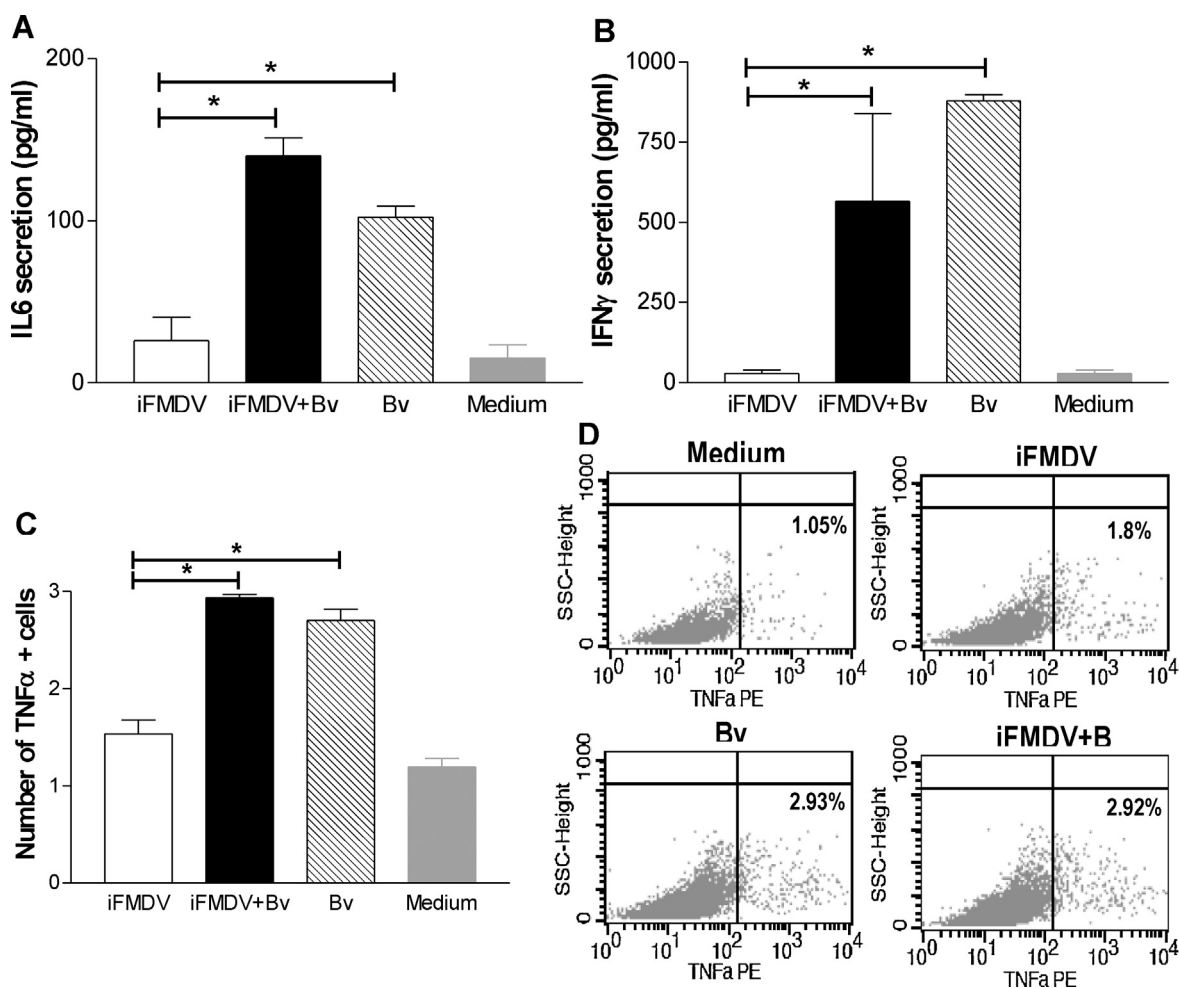 A
IL6 secretion (pg/ml)
200
100
0
*
*
iFMDV
iFMDV+Bv
Bv
Medium
B
IFNγ secretion (pg/ml)
1000
750
500
250
0
*
*
iFMDV
iFMDV+Bv
Bv
Medium
C
Number of TNFα + cells
3
2
1
0
*
*
iFMDV
iFMDV+Bv
Bv
Medium
D
Medium
SSC-Height
1000
0
1.05%
10⁰ 10¹ 10² 10³ 10⁴
TNFa PE
iFMDV
SSC-Height
1000
0
1.8%
10⁰ 10¹ 10² 10³ 10⁴
TNFa PE
Bv
SSC-Height
1000
0
2.93%
10⁰ 10¹ 10² 10³ 10⁴
TNFa PE
iFMDV+B
SSC-Height
1000
0
2.92%
10⁰ 10¹ 10² 10³ 10⁴
TNFa PE